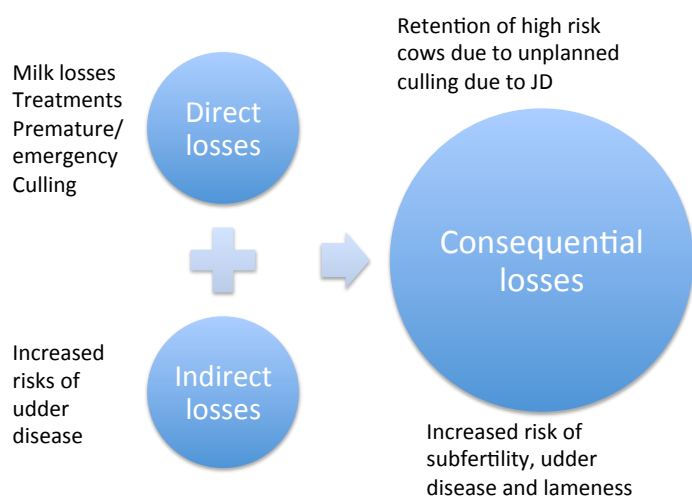 Milk losses
Treatments
Premature/
emergency
Culling
Direct
losses
Increased
risks of
udder
disease
Indirect
losses
Retention of high risk
cows due to unplanned
culling due to JD
Consequential
losses
Increased risk of
subfertility, udder
disease and lameness